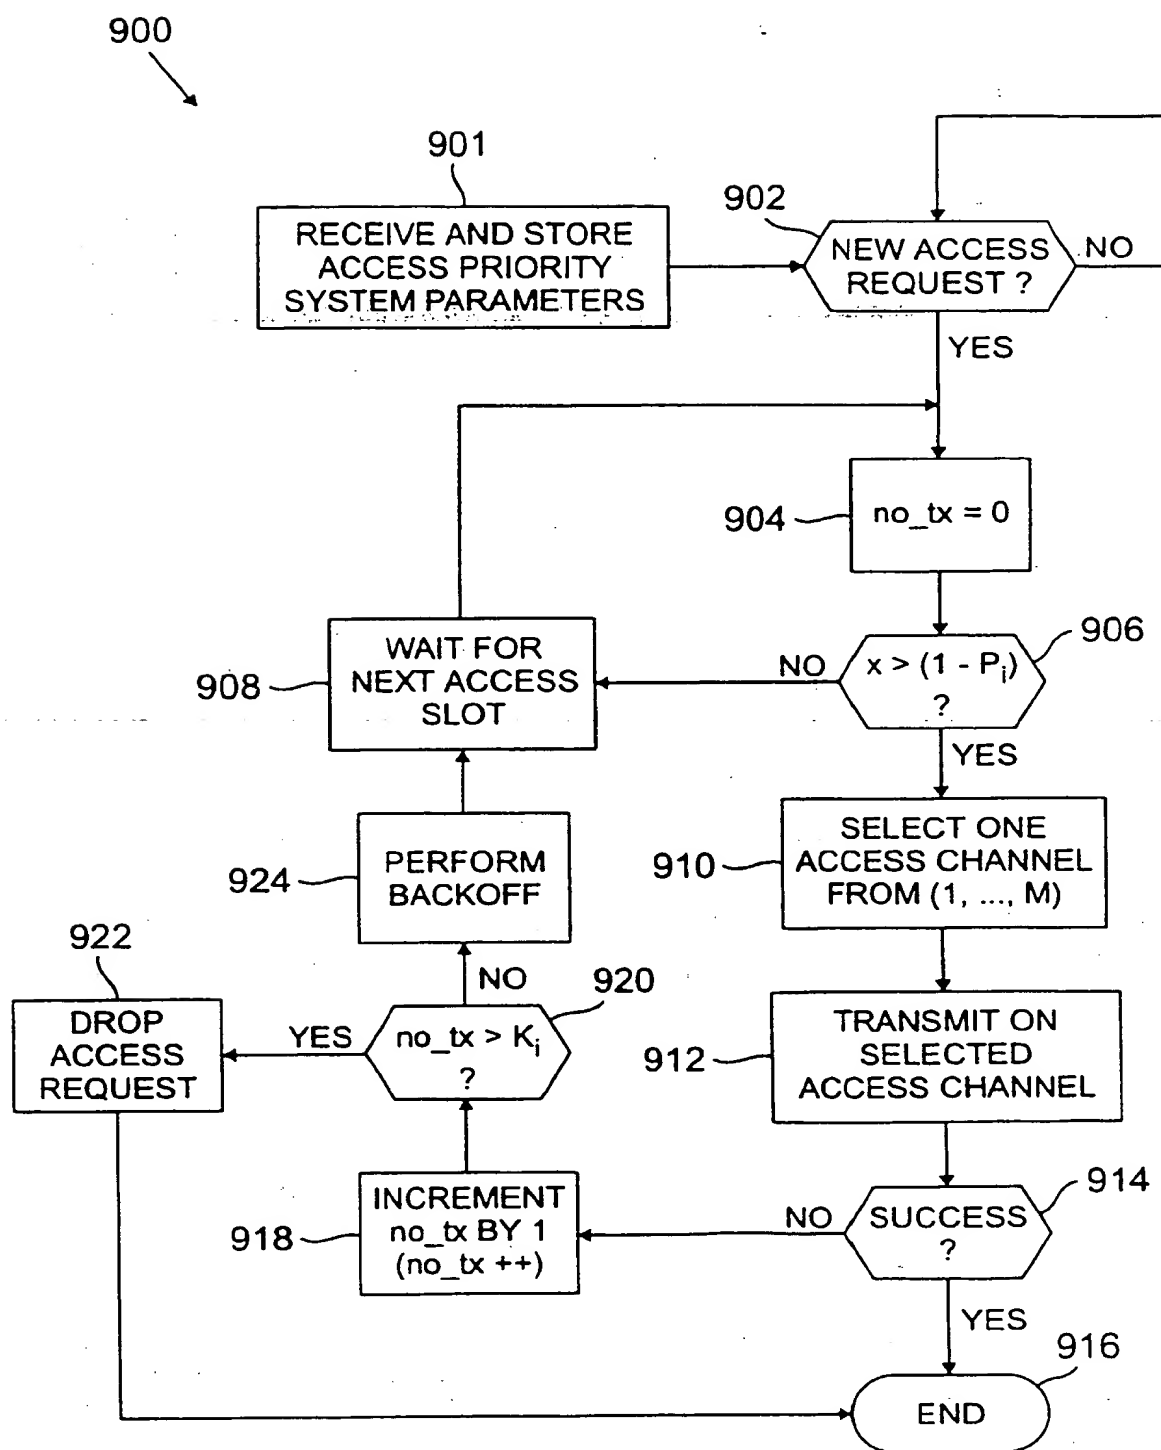 900
901
RECEIVE AND STORE
ACCESS PRIORITY
SYSTEM PARAMETERS
902
NEW ACCESS
REQUEST ?
NO
YES
904
no_tx = 0
906
x > (1 - Pi)
?
NO
YES
908
WAIT FOR
NEXT ACCESS
SLOT
910
SELECT ONE
ACCESS CHANNEL
FROM (1, ..., M)
924
PERFORM
BACKOFF
912
TRANSMIT ON
SELECTED
ACCESS CHANNEL
922
DROP
ACCESS
REQUEST
YES
NO
920
no_tx > Ki
?
914
SUCCESS
?
NO
YES
918
INCREMENT
no_tx BY 1
(no_tx ++)
916
END